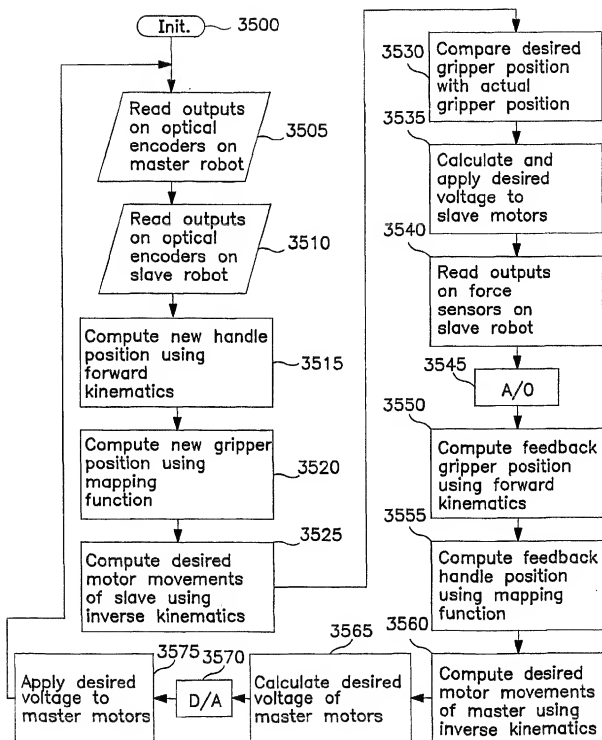 Init.
3500
Read outputs
on optical
encoders on
master robot
3505
Read outputs
on optical
encoders on
slave robot
3510
Compute new handle
position using
forward
kinematics
3515
Compute new gripper
position using
mapping
function
3520
3525
Compute desired
motor movements
of slave using
inverse kinematics
3530
Compare desired
gripper position
with actual
gripper position
3535
Calculate and
apply desired
voltage to
slave motors
3540
Read outputs
on force
sensors on
slave robot
3545
A/O
3550
Compute feedback
gripper position
using forward
kinematics
3555
Compute feedback
handle position
using mapping
function
3560
Compute desired
motor movements
of master using
inverse kinematics
3565
Calculate desired
voltage of
master motors
3570
D/A
3575
Apply desired
voltage to
master motors